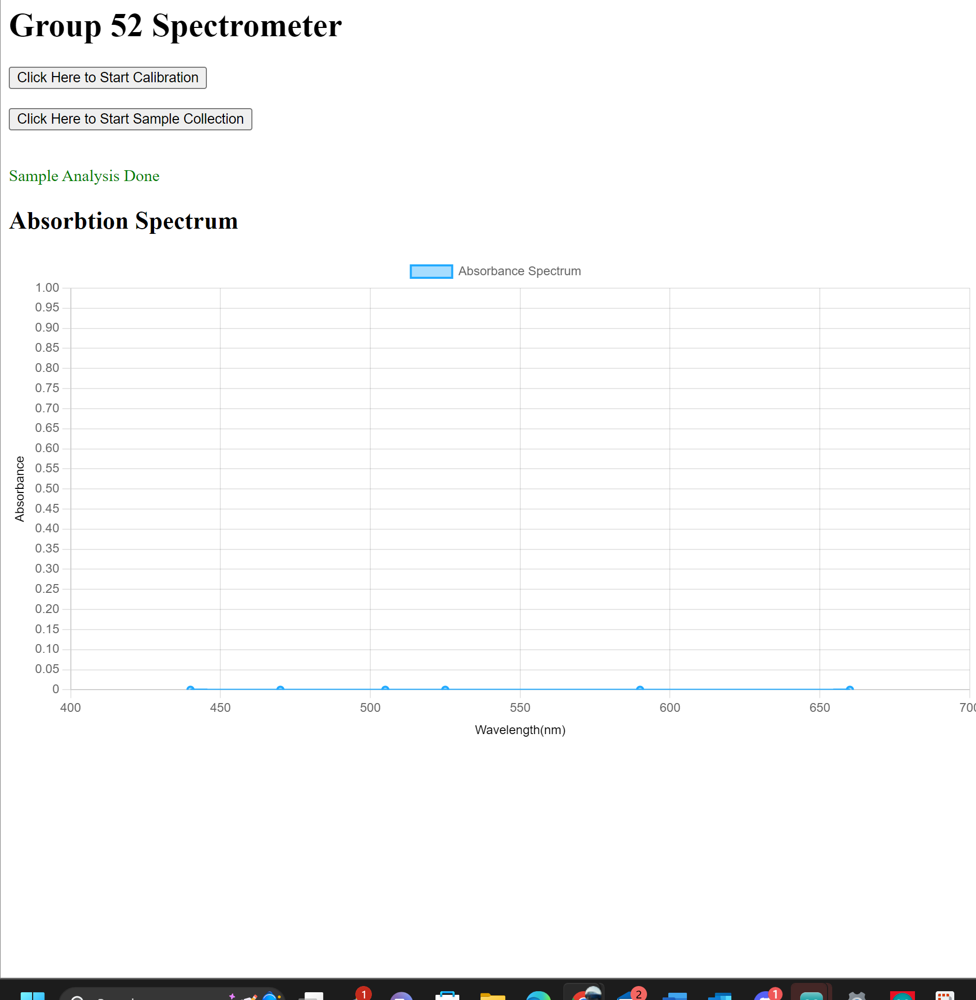 Group 52 Spectrometer
Click Here to Start Calibration
Click Here to Start Sample Collection
Sample Analysis Done
Absorbtion Spectrum
Absorbance Spectrum
1.00
0.95
0.90
0.85
0.80
0.75
0.70
0.65
0.60
0.55
0.50
0.45
0.40
0.35
0.30
0.25
0.20
0.15
0.10
0.05
0
Absorbance
400 450 500 550 600 650
Wavelength(nm)
1 2 1